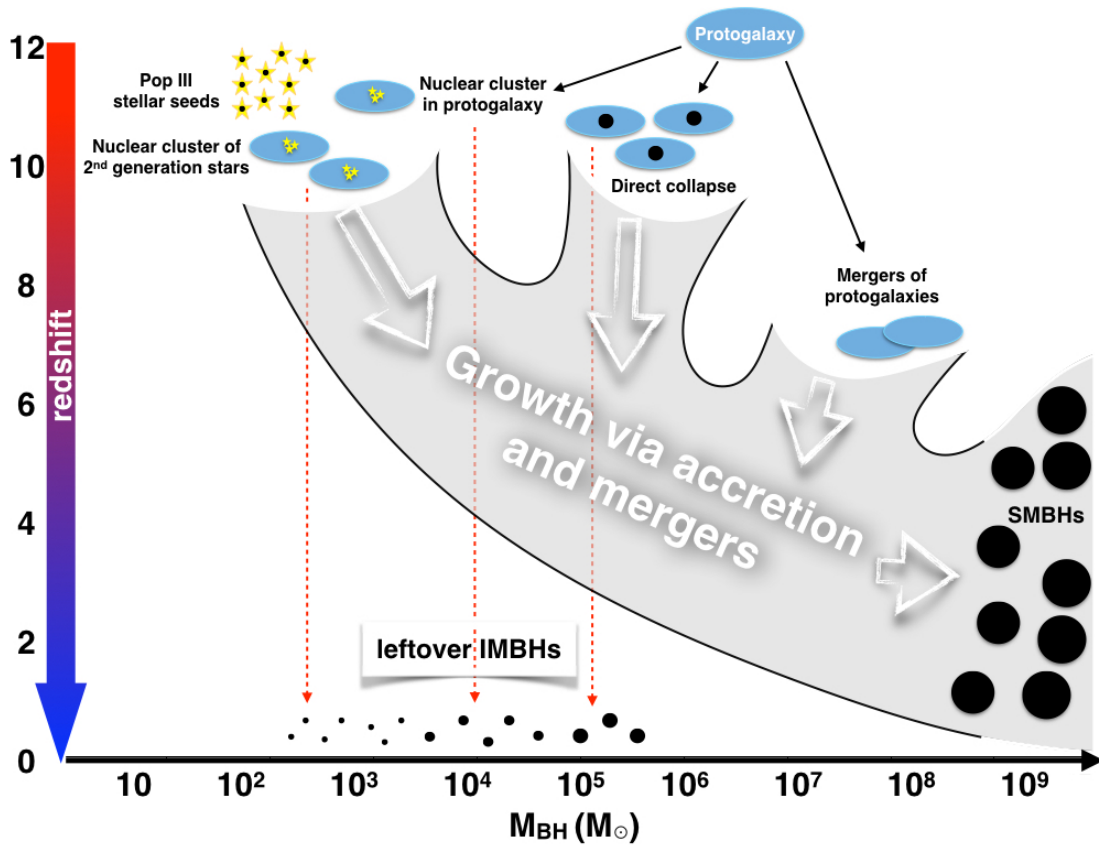 12
Protogalaxy
Pop III
stellar seeds
Nuclear cluster
in protogalaxy
Nuclear cluster of
2nd generation stars
10
Direct collapse
8
Mergers of
protogalaxies
redshift
6
Growth via accretion
and mergers
SMBHs
4
2
leftover IMBHs
0
10 10² 10³ 10⁴ 10⁵ 10⁶ 10⁷ 10⁸ 10⁹
M_BH (M_☉)